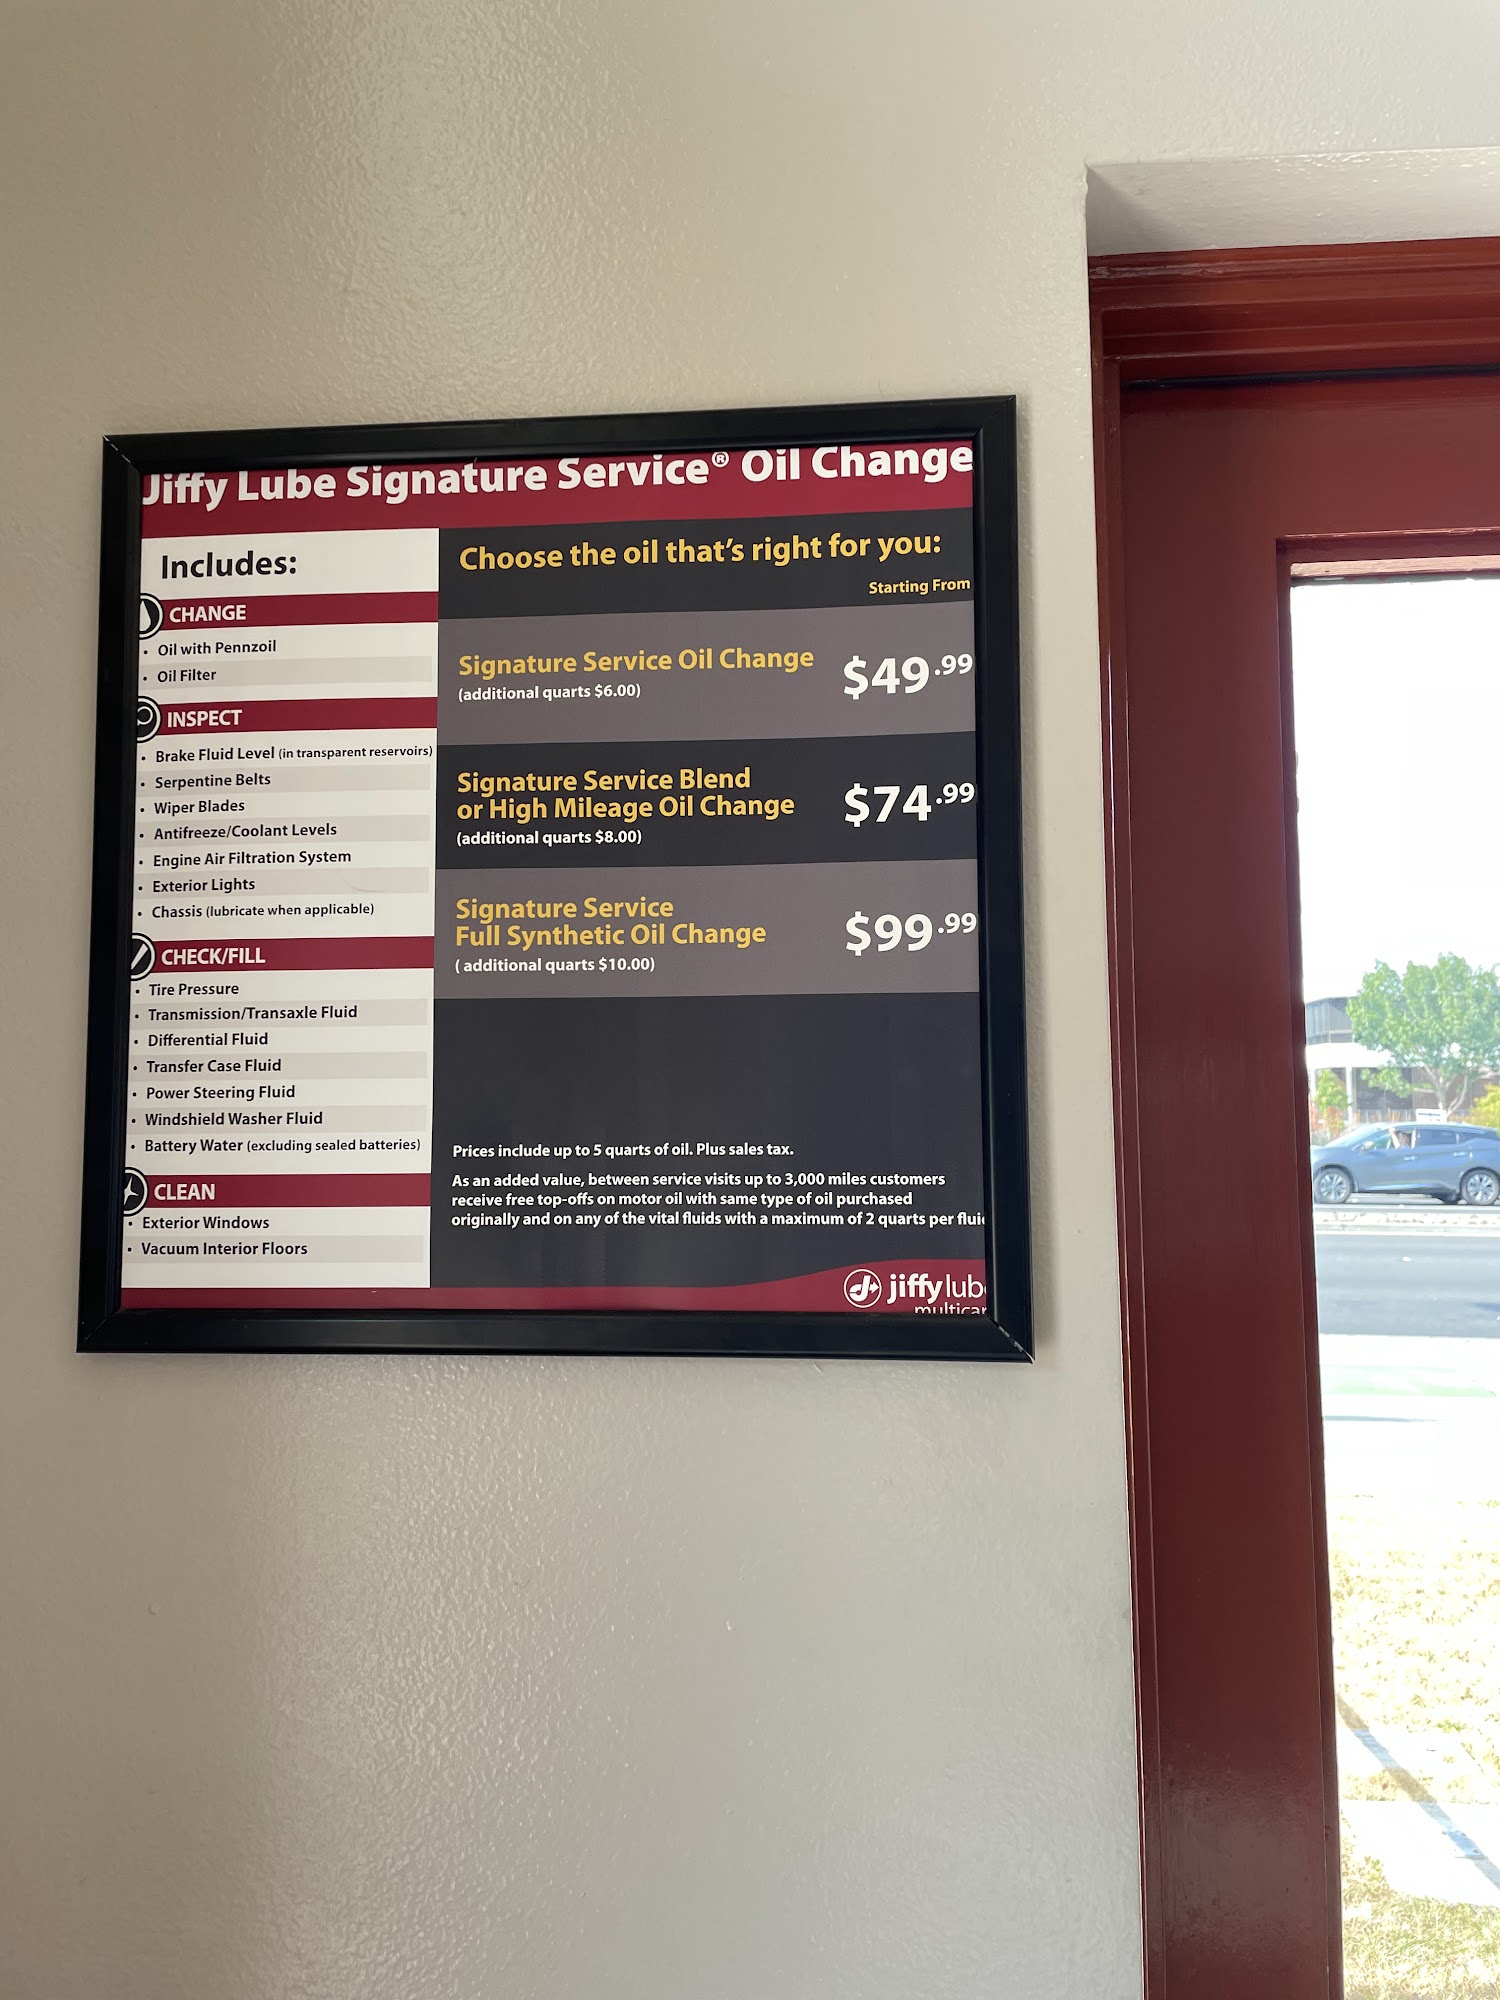 Jiffy Lube Signature Service® Oil Change
Includes:
CHANGE
• Oil with Pennzoil
• Oil Filter
INSPECT
• Brake Fluid Level (in transparent reservoirs)
• Serpentine Belts
• Wiper Blades
• Antifreeze/Coolant Levels
• Engine Air Filtration System
• Exterior Lights
• Chassis (lubricate when applicable)
CHECK/FILL
• Tire Pressure
• Transmission/Transaxle Fluid
• Differential Fluid
• Transfer Case Fluid
• Power Steering Fluid
• Windshield Washer Fluid
• Battery Water (excluding sealed batteries)
CLEAN
• Exterior Windows
• Vacuum Interior Floors
Choose the oil that's right for you:
Starting From
Signature Service Oil Change
(additional quarts $6.00)
$49.99
Signature Service Blend
or High Mileage Oil Change
(additional quarts $8.00)
$74.99
Signature Service
Full Synthetic Oil Change
( additional quarts $10.00)
$99.99
Prices include up to 5 quarts of oil. Plus sales tax.
As an added value, between service visits up to 3,000 miles customers
receive free top-offs on motor oil with same type of oil purchased
originally and on any of the vital fluids with a maximum of 2 quarts per flui
jiffy lub
multicar